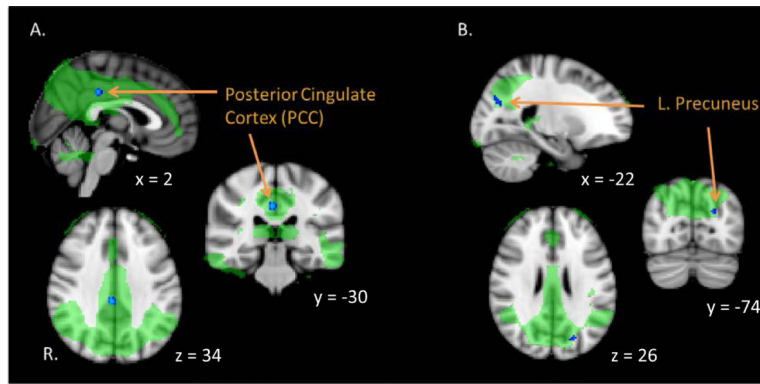 A.
Posterior Cingulate
Cortex (PCC)
x = 2
y = -30
R.
z = 34
B.
L. Precuneus
x = -22
y = -74
z = 26